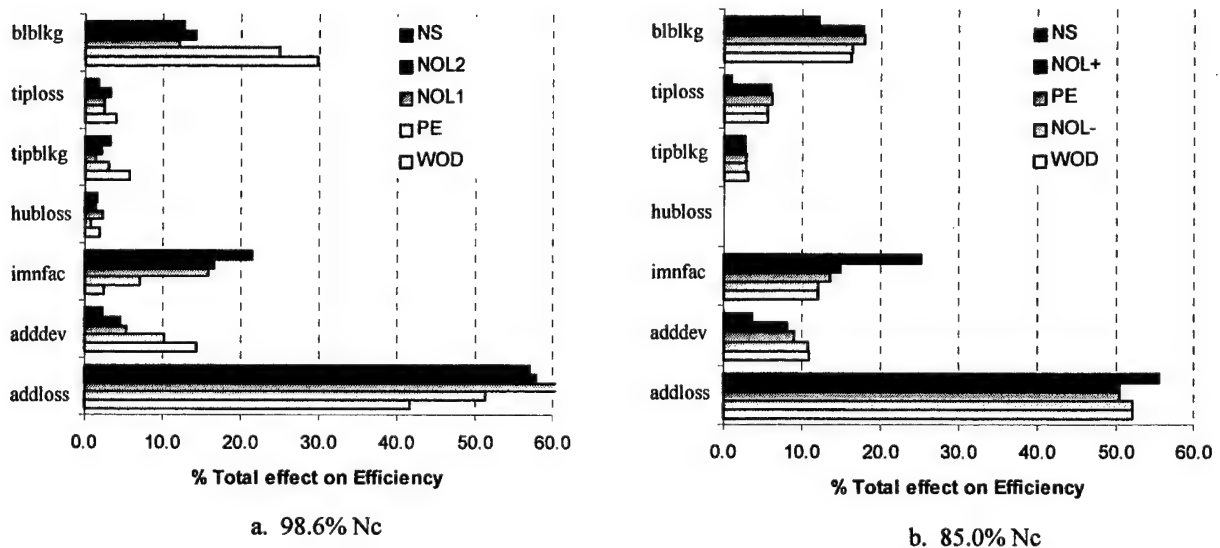 blblkg
tiploss
tipblkg
hubloss
imnfac
adddev
addloss
NS
NOL2
NOL1
PE
WOD
0.0 10.0 20.0 30.0 40.0 50.0 60.0
% Total effect on Efficiency
a. 98.6% Nc
blblkg
tiploss
tipblkg
hubloss
imnfac
adddev
addloss
NS
NOL+
PE
NOL-
WOD
0.0 10.0 20.0 30.0 40.0 50.0 60.0
% Total effect on Efficiency
b. 85.0% Nc